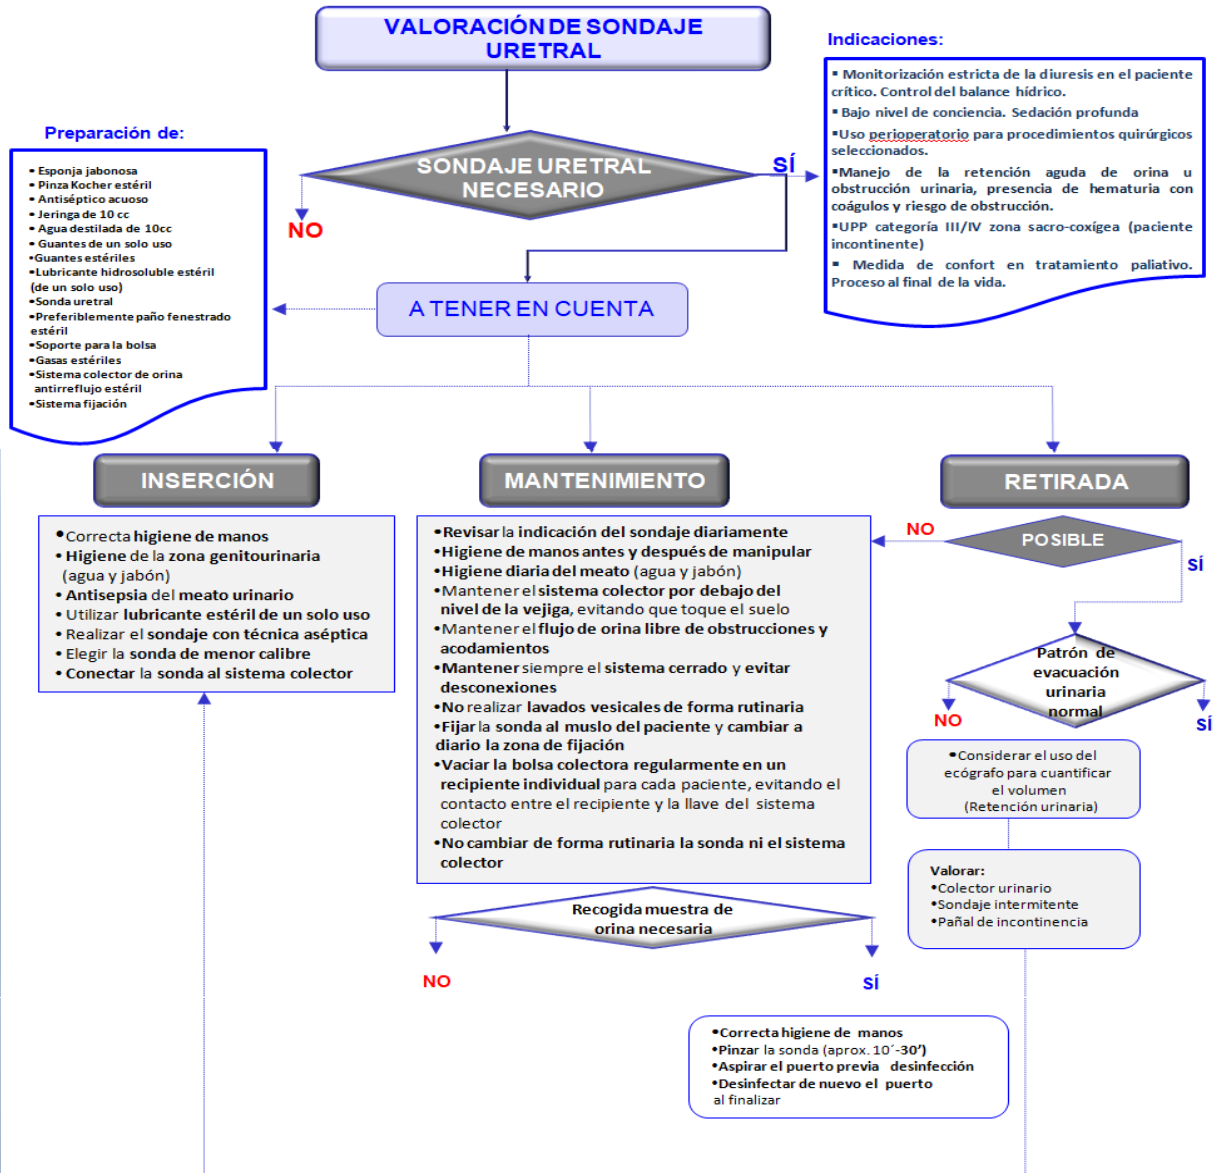 VALORACIÓN DE SONDAJE
URETRAL
Indicaciones:
▪ Monitorización estricta de la diuresis en el paciente
crítico. Control del balance hídrico.
▪ Bajo nivel de conciencia. Sedación profunda
▪Uso perioperatorio para procedimientos quirúrgicos
seleccionados.
▪Manejo de la retención aguda de orina u
obstrucción urinaria, presencia de hematuria con
coágulos y riesgo de obstrucción.
▪UPP categoría III/IV zona sacro-coxígea (paciente
incontinente)
▪ Medida de confort en tratamiento paliativo.
Proceso al final de la vida.
Preparación de:
• Esponja jabonosa
• Pinza Kocher estéril
• Antiséptico acuoso
• Jeringa de 10 cc
• Agua destilada de 10cc
• Guantes de un solo uso
•Guantes estériles
•Lubricante hidrosoluble estéril
(de un solo uso)
•Sonda uretral
•Preferiblemente paño fenestrado
estéril
•Soporte para la bolsa
•Gasas estériles
•Sistema colector de orina
antirreflujo estéril
•Sistema fijación
SONDAJE URETRAL
NECESARIO
SÍ
NO
A TENER EN CUENTA
INSERCIÓN
•Correcta higiene de manos
• Higiene de la zona genitourinaria
(agua y jabón)
• Antisepsia del meato urinario
• Utilizar lubricante estéril de un solo uso
• Realizar el sondaje con técnica aséptica
• Elegir la sonda de menor calibre
• Conectar la sonda al sistema colector
MANTENIMIENTO
•Revisar la indicación del sondaje diariamente
•Higiene de manos antes y después de manipular
•Higiene diaria del meato (agua y jabón)
•Mantener el sistema colector por debajo del
nivel de la vejiga, evitando que toque el suelo
•Mantener el flujo de orina libre de obstrucciones y
acodamientos
•Mantener siempre el sistema cerrado y evitar
desconexiones
•No realizar lavados vesicales de forma rutinaria
•Fijar la sonda al muslo del paciente y cambiar a
diario la zona de fijación
•Vaciar la bolsa colectora regularmente en un
recipiente individual para cada paciente, evitando el
contacto entre el recipiente y la llave del sistema
colector
•No cambiar de forma rutinaria la sonda ni el sistema
colector
Recogida muestra de
orina necesaria
NO
SÍ
•Correcta higiene de manos
•Pinzar la sonda (aprox. 10´-30’)
•Aspirar el puerto previa desinfección
•Desinfectar de nuevo el puerto
al finalizar
RETIRADA
NO
POSIBLE
SÍ
Patrón de
evacuación
urinaria
normal
NO
SÍ
•Considerar el uso del
ecógrafo para cuantificar
el volumen
(Retención urinaria)
Valorar:
•Colector urinario
•Sondaje intermitente
•Pañal de incontinencia